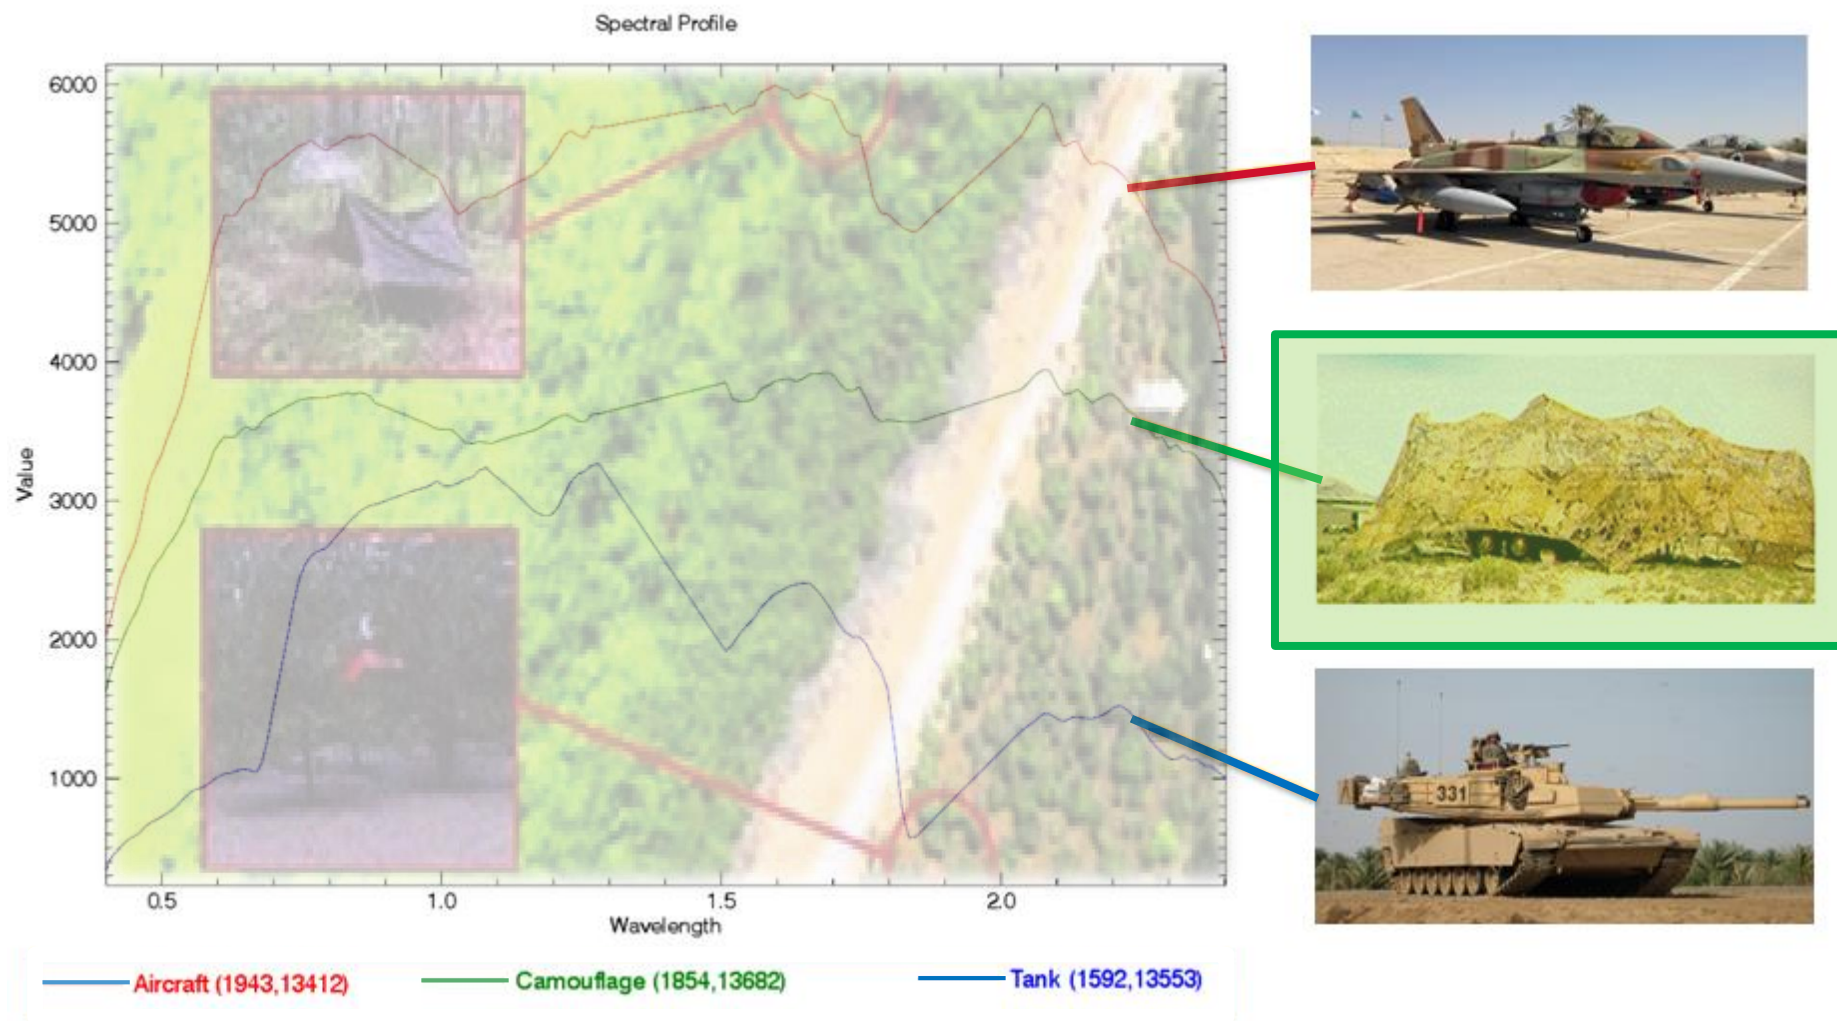 Spectral Profile
6000
5000
4000
3000
2000
1000
Value
0.5 1.0 1.5 2.0
Wavelength
331
Aircraft (1943,13412) Camouflage (1854,13682) Tank (1592,13553)